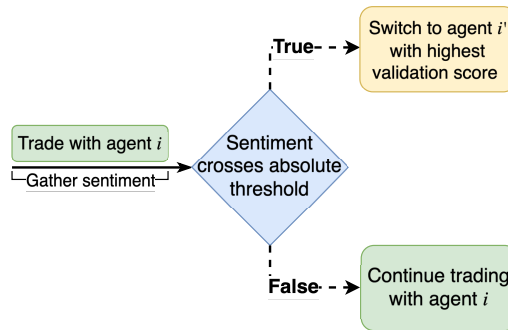 True
Switch to agent i'
with highest
validation score
Trade with agent i
Gather sentiment
Sentiment
crosses absolute
threshold
False
Continue trading
with agent i